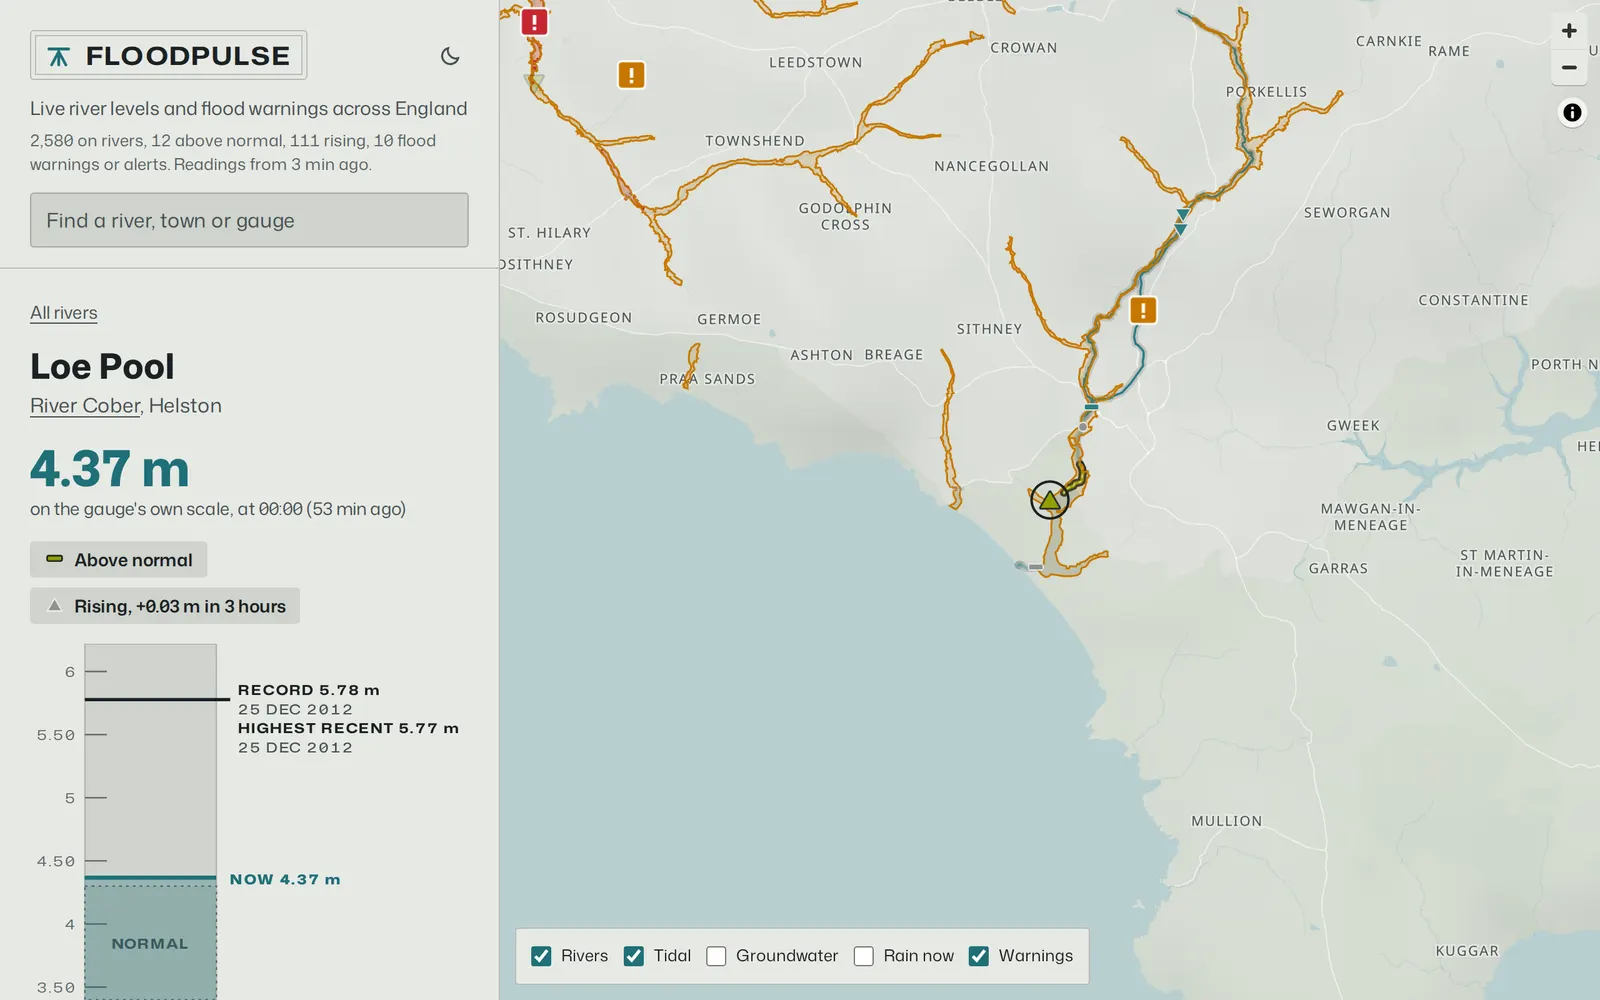 FLOODPULSE
Live river levels and flood warnings across England
2,580 on rivers, 12 above normal, 111 rising, 10 flood
warnings or alerts. Readings from 3 min ago.
Find a river, town or gauge
All rivers
Loe Pool
River Cober, Helston
4.37 m
on the gauge's own scale, at 00:00 (53 min ago)
Above normal
Rising, +0.03 m in 3 hours
6
RECORD 5.78 m
25 DEC 2012
HIGHEST RECENT 5.77 m
5.50
25 DEC 2012
5
4.50
NOW 4.37 m
4
NORMAL
3.50
CROWAN
CARNKIE
RAME
LEEDSTOWN
PORKELLIS
TOWNSHEND
NANCEGOLLAN
GODOLPHIN
CROSS
SEWORGAN
ST. HILARY
OSITHNEY
CONSTANTINE
ROSUDGEON
GERMOE
SITHNEY
ASHTON
BREAGE
PORTH N
PRAA SANDS
GWEEK
MAWGAN-IN-
MENEAGE
GARRAS
ST MARTIN-
IN-MENEAGE
MULLION
KUGGAR
Rivers
Tidal
Groundwater
Rain now
Warnings